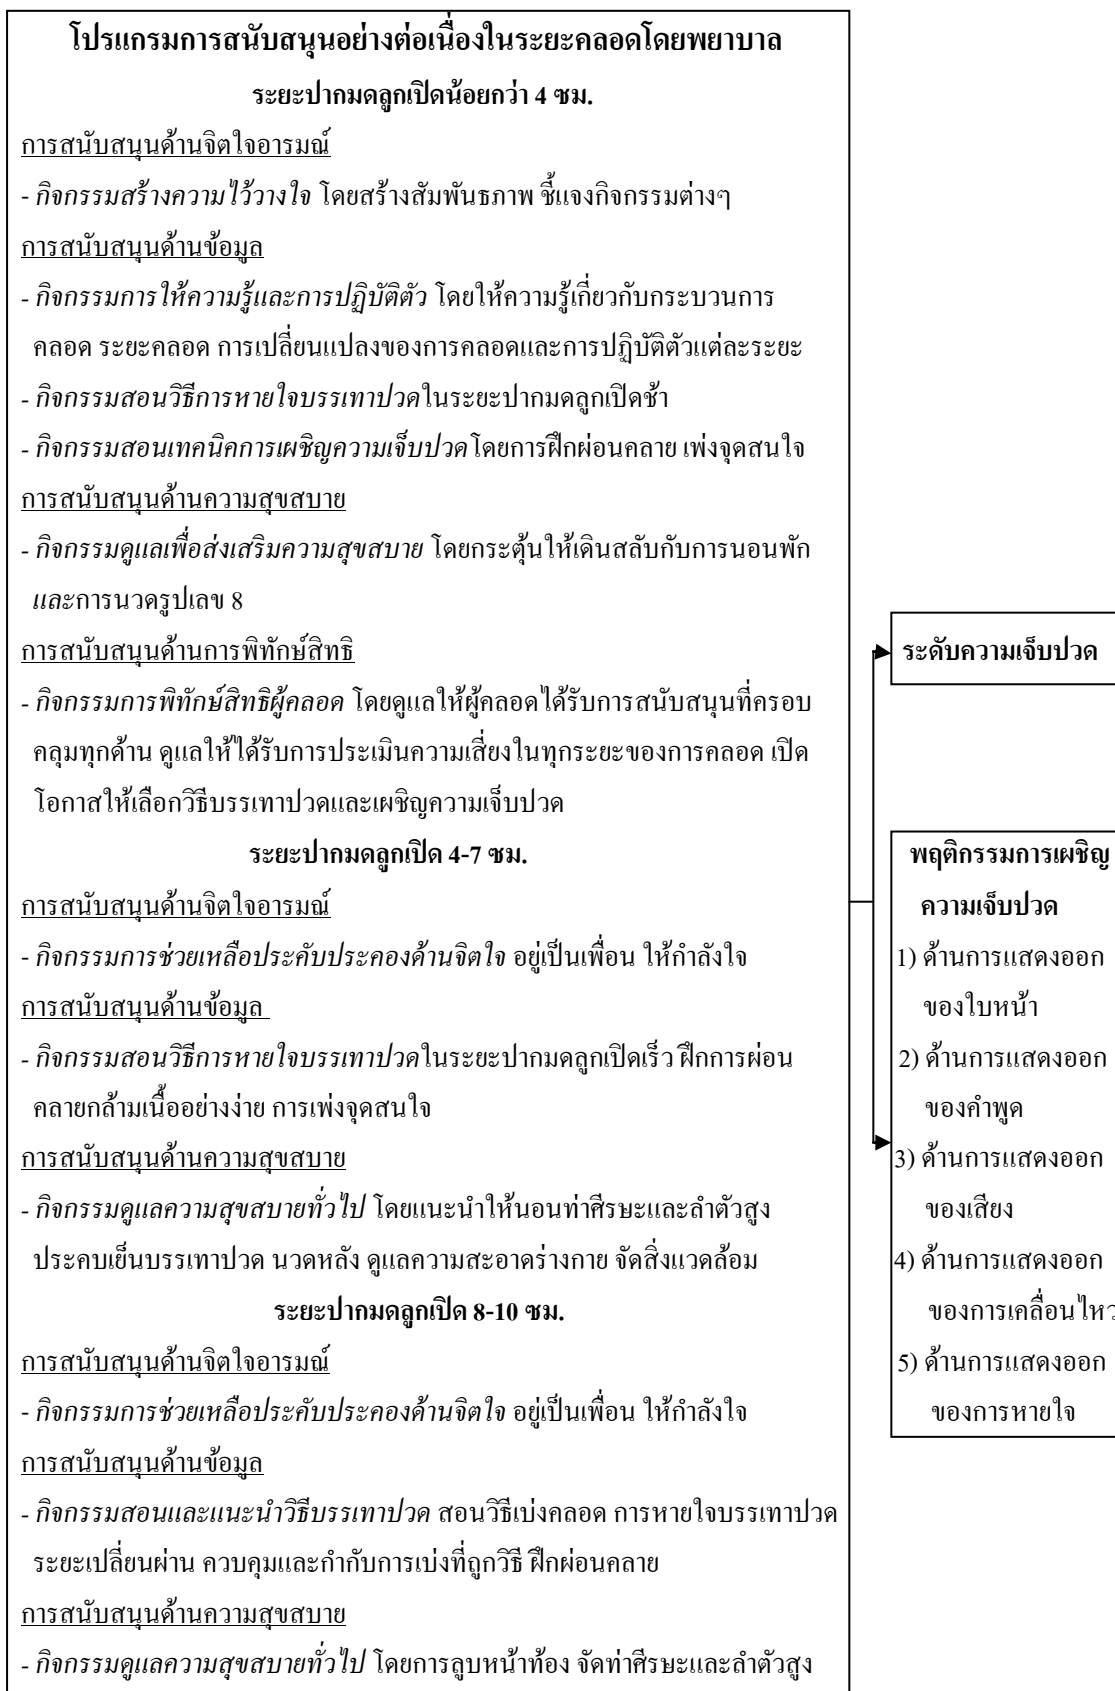 โปรแกรมการสนับสนุนอย่างต่อเนื่องในระยะคลอดโดยพยาบาล
ระยะปากมดลูกเปิดน้อยกว่า 4 ซม.
การสนับสนุนด้านจิตใจอารมณ์
- กิจกรรมสร้างความไว้วางใจ โดยสร้างสัมพันธภาพ ชี้แจงกิจกรรมต่างๆ
การสนับสนุนด้านข้อมูล
- กิจกรรมการให้ความรู้และการปฏิบัติตัว โดยให้ความรู้เกี่ยวกับกระบวนการ
คลอด ระยะคลอด การเปลี่ยนแปลงของการคลอดและการปฏิบัติตัวแต่ละระยะ
- กิจกรรมสอนวิธีการหายใจบรรเทาปวดในระยะปากมดลูกเปิดช้า
- กิจกรรมสอนเทคนิคการเผชิญความเจ็บปวดโดยการฝึกผ่อนคลาย เพ่งจุดสนใจ
การสนับสนุนด้านความสุขสบาย
- กิจกรรมดูแลเพื่อส่งเสริมความสุขสบาย โดยกระตุ้นให้เดินสลับกับการนอนพัก
และการนวดรูปเลข 8
การสนับสนุนด้านการพิทักษ์สิทธิ
- กิจกรรมการพิทักษ์สิทธิผู้คลอด โดยดูแลให้ผู้คลอดได้รับการสนับสนุนที่ครอบ
คลุมทุกด้าน ดูแลให้ได้รับการประเมินความเสี่ยงในทุกระยะของการคลอด เปิด
โอกาสให้เลือกวิธีบรรเทาปวดและเผชิญความเจ็บปวด
ระยะปากมดลูกเปิด 4-7 ซม.
การสนับสนุนด้านจิตใจอารมณ์
- กิจกรรมการช่วยเหลือประคับประคองด้านจิตใจ อยู่เป็นเพื่อน ให้กำลังใจ
การสนับสนุนด้านข้อมูล
- กิจกรรมสอนวิธีการหายใจบรรเทาปวดในระยะปากมดลูกเปิดเร็ว ฝึกการผ่อน
คลายกล้ามเนื้ออย่างง่าย การเพ่งจุดสนใจ
การสนับสนุนด้านความสุขสบาย
- กิจกรรมดูแลความสุขสบายทั่วไป โดยแนะนำให้นอนท่าศีรษะและลำตัวสูง
ประคบเย็นบรรเทาปวด นวดหลัง ดูแลความสะอาดร่างกาย จัดสิ่งแวดล้อม
ระยะปากมดลูกเปิด 8-10 ซม.
การสนับสนุนด้านจิตใจอารมณ์
- กิจกรรมการช่วยเหลือประคับประคองด้านจิตใจ อยู่เป็นเพื่อน ให้กำลังใจ
การสนับสนุนด้านข้อมูล
- กิจกรรมสอนและแนะนำวิธีบรรเทาปวด สอนวิธีเบ่งคลอด การหายใจบรรเทาปวด
ระยะเปลี่ยนผ่าน ควบคุมและกำกับการเบ่งที่ถูกวิธี ฝึกผ่อนคลาย
การสนับสนุนด้านความสุขสบาย
- กิจกรรมดูแลความสุขสบายทั่วไป โดยการลูบหน้าท้อง จัดท่าศีรษะและลำตัวสูง
ระดับความเจ็บปวด
พฤติกรรมการเผชิญ
ความเจ็บปวด
1) ด้านการแสดงออก
ของใบหน้า
2) ด้านการแสดงออก
ของคำพูด
3) ด้านการแสดงออก
ของเสียง
4) ด้านการแสดงออก
ของการเคลื่อนไหว
5) ด้านการแสดงออก
ของการหายใจ